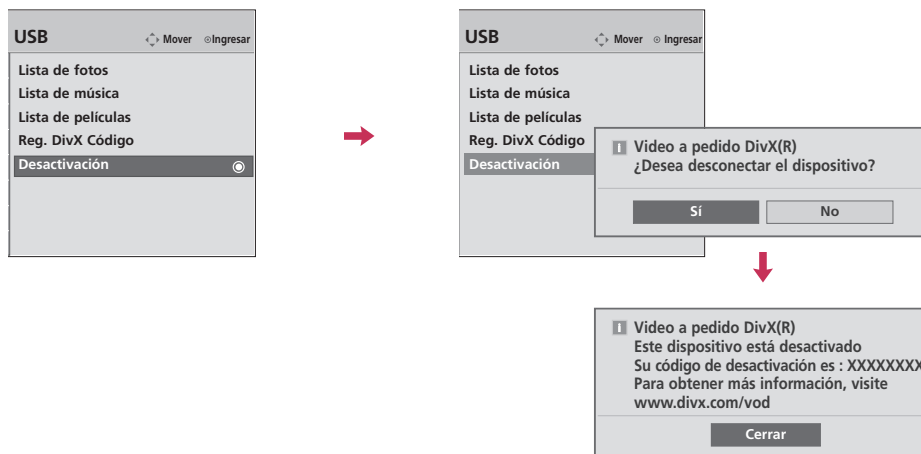 USB Mover Ingresar
Lista de fotos
Lista de música
Lista de películas
Reg. DivX Código
Desactivación
USB Mover Ingresar
Lista de fotos
Lista de música
Lista de películas
Reg. DivX Código
Desactivación
i Video a pedido DivX(R)
¿Desea desconectar el dispositivo?
Sí No
i Video a pedido DivX(R)
Este dispositivo está desactivado
Su código de desactivación es : XXXXXXXX
Para obtener más información, visite
www.divx.com/vod
Cerrar